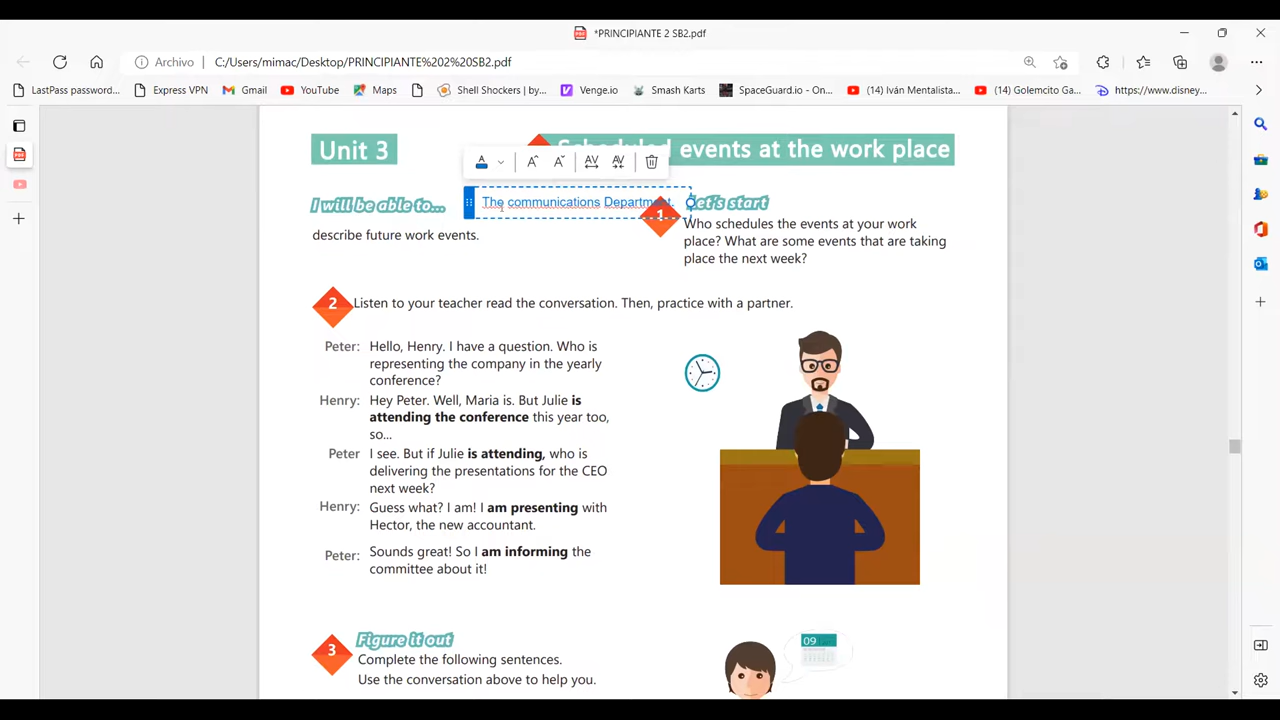 *PRINCIPIANTE 2 SB2.pdf
Archivo C:/Users/mimac/Desktop/PRINCIPIANTE%202%20SB2.pdf
LastPass password... Express VPN Gmail YouTube Maps Shell Shockers | by... Venge.io Smash Karts SpaceGuard.io - On... (14) Iván Mentalista... (14) Golemcito Ga... https://www.disney...
Unit 3
Scheduled events at the work place
I will be able to...
The communications Department.
describe future work events.
1
Let's start
Who schedules the events at your work
place? What are some events that are taking
place the next week?
2 Listen to your teacher read the conversation. Then, practice with a partner.
Peter: Hello, Henry. I have a question. Who is
representing the company in the yearly
conference?
Henry: Hey Peter. Well, Maria is. But Julie is
attending the conference this year too,
so...
Peter I see. But if Julie is attending, who is
delivering the presentations for the CEO
next week?
Henry: Guess what? I am! I am presenting with
Hector, the new accountant.
Peter: Sounds great! So I am informing the
committee about it!
3 Figure it out
Complete the following sentences.
Use the conversation above to help you.
09